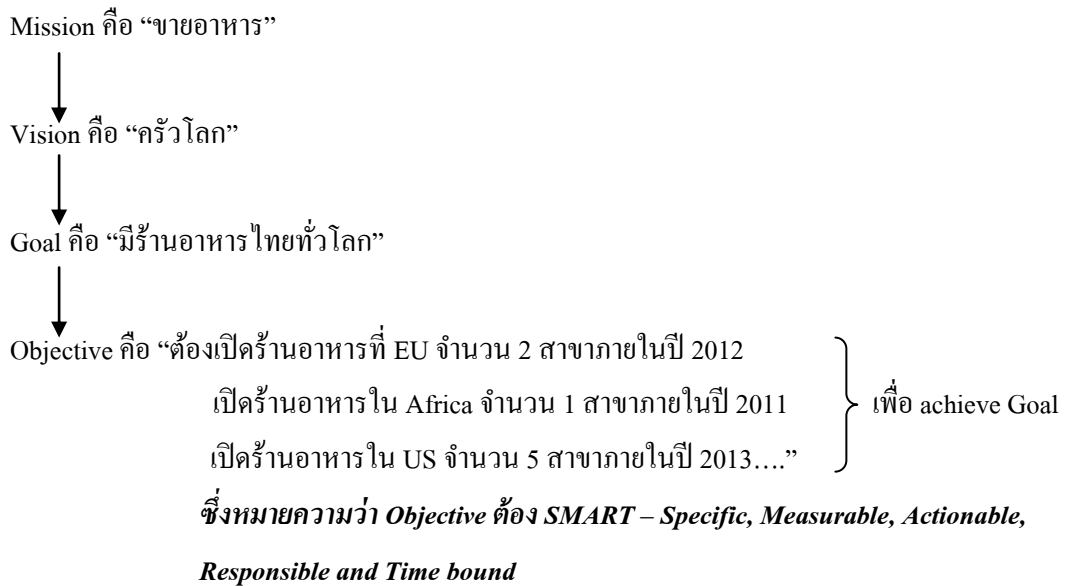 Mission คือ “ขายอาหาร”
Vision คือ “ครัวโลก”
Goal คือ “มีร้านอาหารไทยทั่วโลก”
Objective คือ “ต้องเปิดร้านอาหารที่ EU จำนวน 2 สาขาภายในปี 2012
เปิดร้านอาหารใน Africa จำนวน 1 สาขาภายในปี 2011 เพื่อ achieve Goal
เปิดร้านอาหารใน US จำนวน 5 สาขาภายในปี 2013….”
ซึ่งหมายความว่า Objective ต้อง SMART – Specific, Measurable, Actionable,
Responsible and Time bound